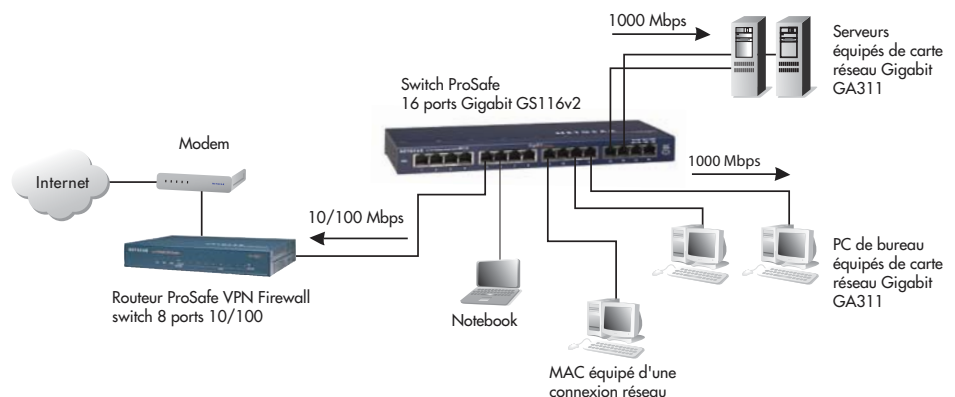 1000 Mbps
Serveurs
équipés de carte
réseau Gigabit
GA311
Switch ProSafe
16 ports Gigabit GS116v2
NETGEAR
Modem
Internet
1000 Mbps
10/100 Mbps
PC de bureau
équipés de carte
réseau Gigabit
GA311
Routeur ProSafe VPN Firewall
switch 8 ports 10/100
Notebook
MAC équipé d'une
connexion réseau